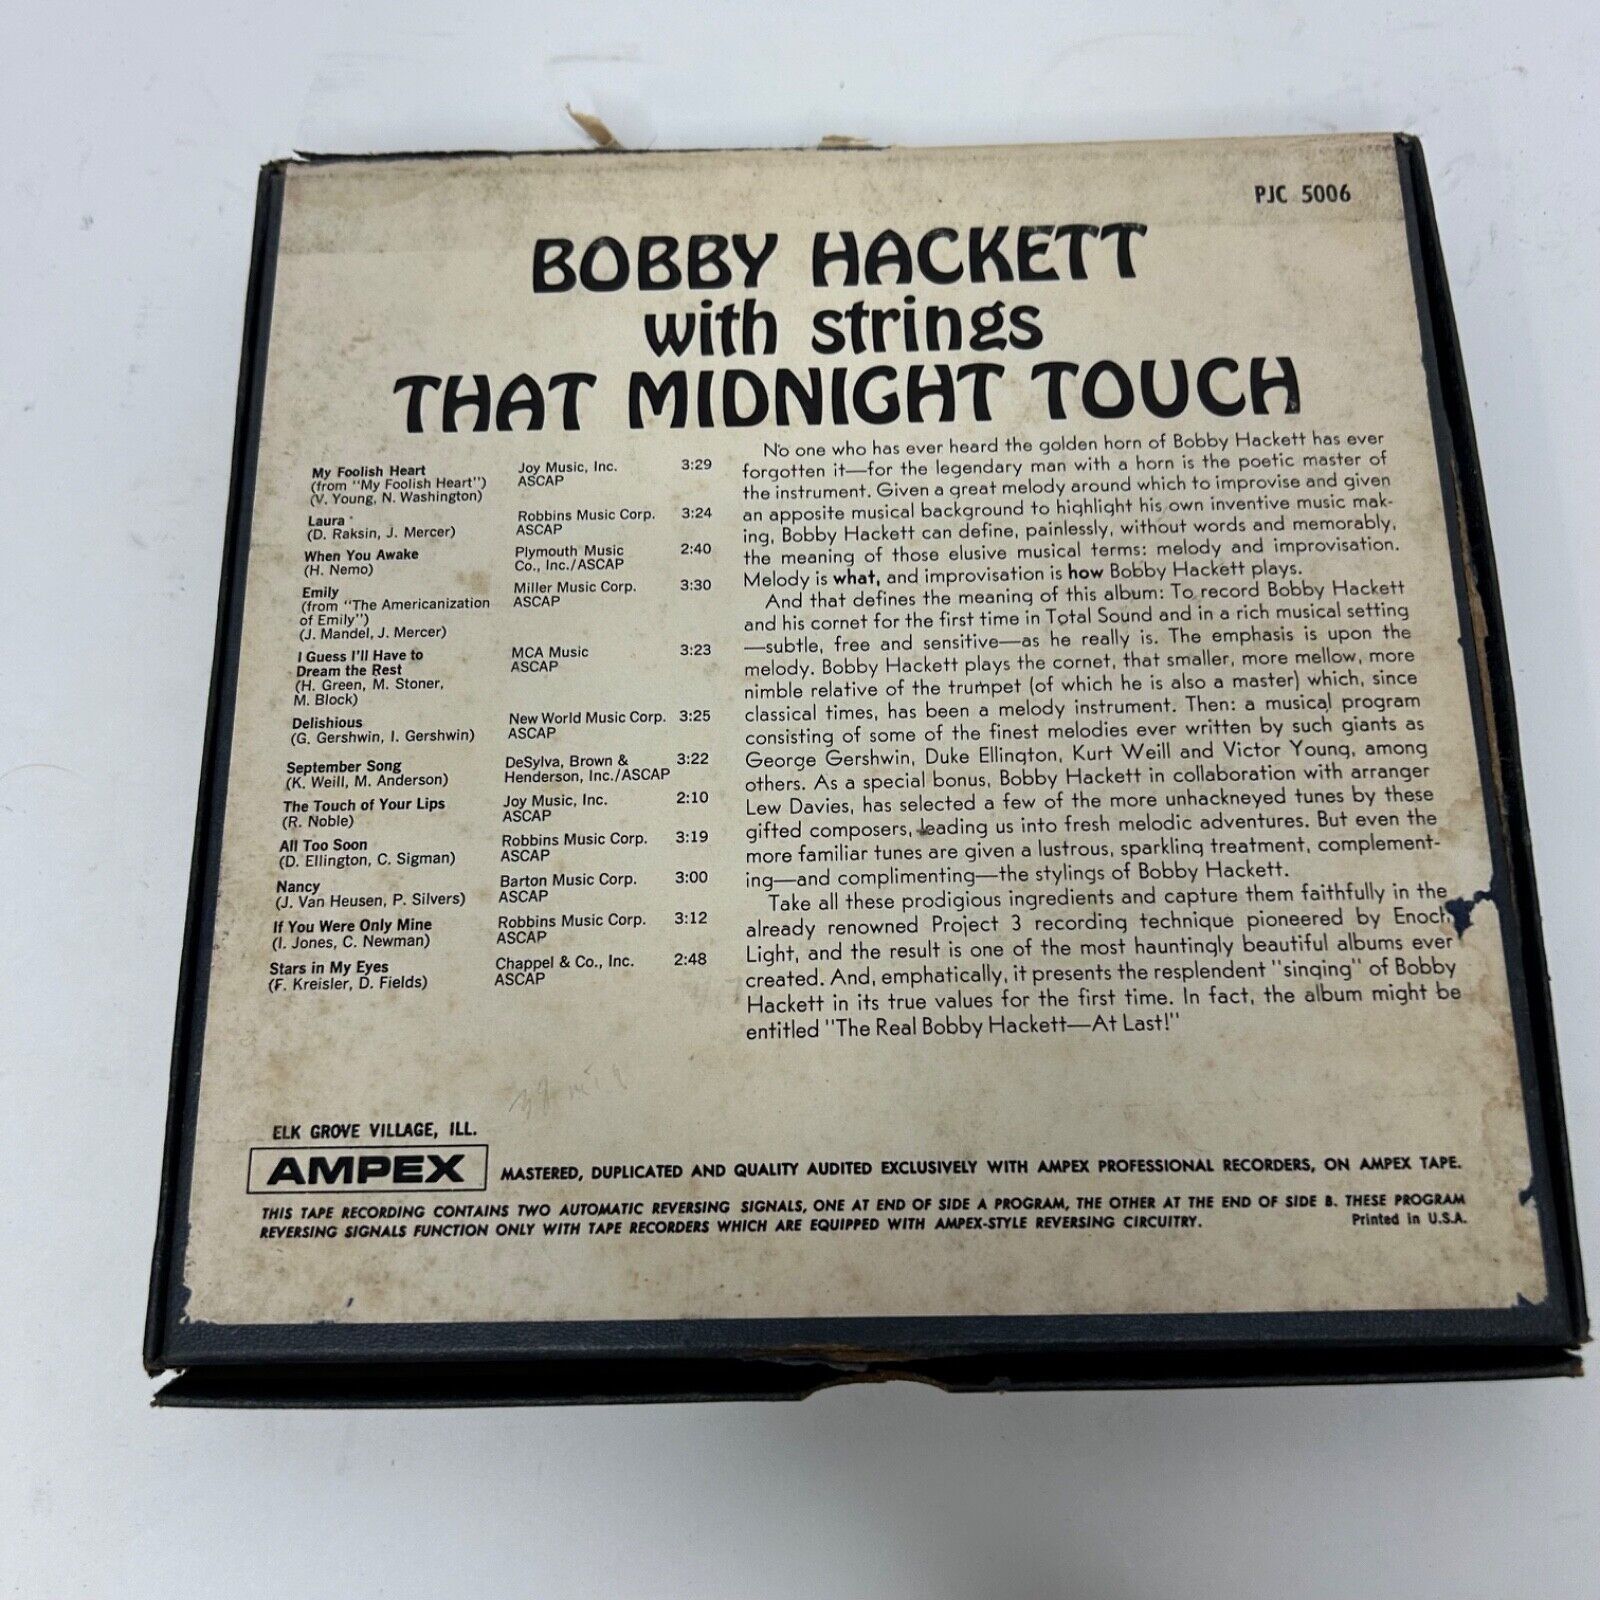 PJC 5006
BOBBY HACKETT
with strings
THAT MIDNIGHT TOUCH
My Foolish Heart Joy Music, Inc. 3:29
(from "My Foolish Heart") ASCAP
(V. Young, N. Washington)
Laura Robbins Music Corp. 3:24
(D. Raksin, J. Mercer) ASCAP
When You Awake Plymouth Music 2:40
(H. Nemo) Co., Inc./ASCAP
Emily Miller Music Corp. 3:30
(from "The Americanization ASCAP
of Emily")
(J. Mandel, J. Mercer)
I Guess I'll Have to MCA Music 3:23
Dream the Rest ASCAP
(H. Green, M. Stoner,
M. Block)
Delishious New World Music Corp. 3:25
(G. Gershwin, I. Gershwin) ASCAP
September Song DeSylva, Brown & 3:22
(K. Weill, M. Anderson) Henderson, Inc./ASCAP
The Touch of Your Lips Joy Music, Inc. 2:10
(R. Noble) ASCAP
All Too Soon Robbins Music Corp. 3:19
(D. Ellington, C. Sigman) ASCAP
Nancy Barton Music Corp. 3:00
(J. Van Heusen, P. Silvers) ASCAP
If You Were Only Mine Robbins Music Corp. 3:12
(I. Jones, C. Newman) ASCAP
Stars in My Eyes Chappel & Co., Inc. 2:48
(F. Kreisler, D. Fields) ASCAP
No one who has ever heard the golden horn of Bobby Hackett has ever
forgotten it—for the legendary man with a horn is the poetic master of
the instrument. Given a great melody around which to improvise and given
an apposite musical background to highlight his own inventive music mak-
ing, Bobby Hackett can define, painlessly, without words and memorably,
the meaning of those elusive musical terms: melody and improvisation.
Melody is what, and improvisation is how Bobby Hackett plays.
And that defines the meaning of this album: To record Bobby Hackett
and his cornet for the first time in Total Sound and in a rich musical setting
—subtle, free and sensitive—as he really is. The emphasis is upon the
melody. Bobby Hackett plays the cornet, that smaller, more mellow, more
nimble relative of the trumpet (of which he is also a master) which, since
classical times, has been a melody instrument. Then: a musical program
consisting of some of the finest melodies ever written by such giants as
George Gershwin, Duke Ellington, Kurt Weill and Victor Young, among
others. As a special bonus, Bobby Hackett in collaboration with arranger
Lew Davies, has selected a few of the more unhackneyed tunes by these
gifted composers, leading us into fresh melodic adventures. But even the
more familiar tunes are given a lustrous, sparkling treatment, complement-
ing—and complimenting—the stylings of Bobby Hackett.
Take all these prodigious ingredients and capture them faithfully in the
already renowned Project 3 recording technique pioneered by Enoch
Light, and the result is one of the most hauntingly beautiful albums ever
created. And, emphatically, it presents the resplendent "singing" of Bobby
Hackett in its true values for the first time. In fact, the album might be
entitled "The Real Bobby Hackett—At Last!"
ELK GROVE VILLAGE, ILL.
AMPEX MASTERED, DUPLICATED AND QUALITY AUDITED EXCLUSIVELY WITH AMPEX PROFESSIONAL RECORDERS, ON AMPEX TAPE.
THIS TAPE RECORDING CONTAINS TWO AUTOMATIC REVERSING SIGNALS, ONE AT END OF SIDE A PROGRAM, THE OTHER AT THE END OF SIDE B. THESE PROGRAM
REVERSING SIGNALS FUNCTION ONLY WITH TAPE RECORDERS WHICH ARE EQUIPPED WITH AMPEX-STYLE REVERSING CIRCUITRY. Printed in U.S.A.